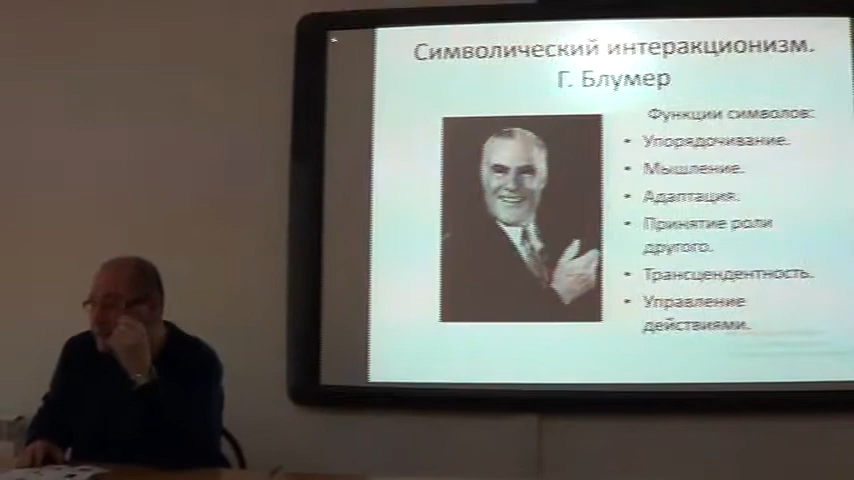 Символический интеракционизм.
Г. Блумер
Функции символов:
• Упорядочивание.
• Мышление.
• Адаптация.
• Принятие роли
другого.
• Трансцендентность.
• Управление
действиями.